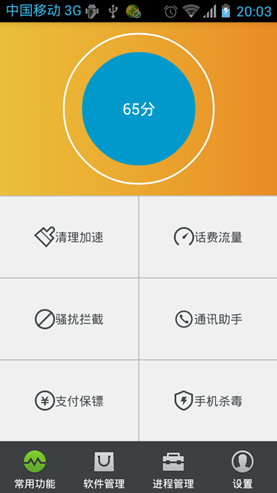 中国移动 3G 20:03
65分
清理加速 话费流量
骚扰拦截 通讯助手
支付保镖 手机杀毒
常用功能 软件管理 进程管理 设置